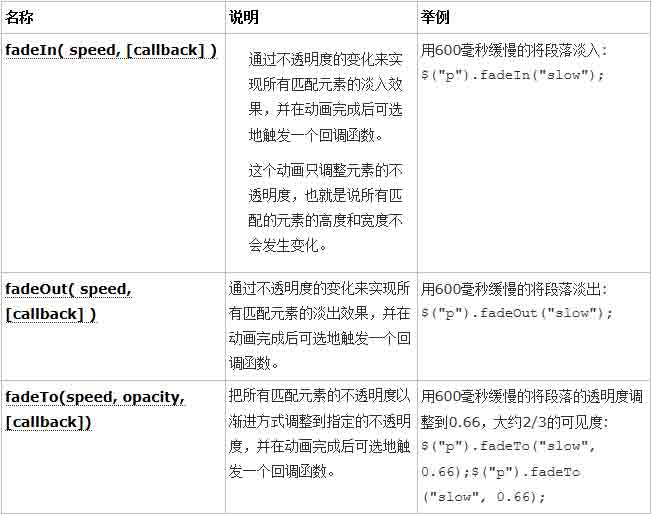 名称
说明
举例
fadeIn( speed, [callback] )
通过不透明度的变化来实
现所有匹配元素的淡入效
果，并在动画完成后可选
地触发一个回调函数。
这个动画只调整元素的不
透明度，也就是说所有匹
配的元素的高度和宽度不
会发生变化。
用600毫秒缓慢的将段落淡入:
$("p").fadeIn("slow");
fadeOut( speed,
[callback] )
通过不透明度的变化来实现所
有匹配元素的淡出效果，并在
动画完成后可选地触发一个回
调函数。
用600毫秒缓慢的将段落淡出:
$("p").fadeOut("slow");
fadeTo(speed, opacity,
[callback])
把所有匹配元素的不透明度以
渐进方式调整到指定的不透明
度，并在动画完成后可选地触
发一个回调函数。
用600毫秒缓慢的将段落的透明度调
整到0.66，大约2/3的可见度:
$("p").fadeTo("slow",
0.66);$("p").fadeTo
("slow", 0.66);